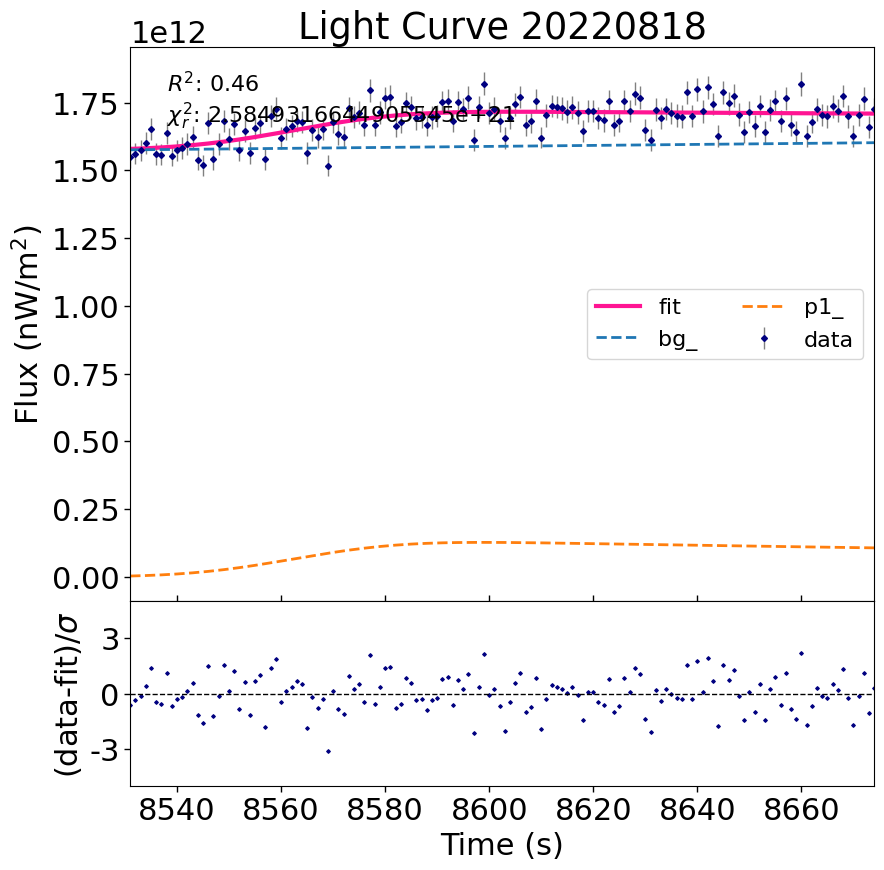 Light Curve 20220818
1e12
R²: 0.46
χ²ᵣ: 2.5849316644905545e+21
1.75
1.50
1.25
1.00
0.75
0.50
0.25
0.00
Flux (nW/m²)
fit
bg_
p1_
data
3
0
-3
(data-fit)/σ
8540 8560 8580 8600 8620 8640 8660
Time (s)